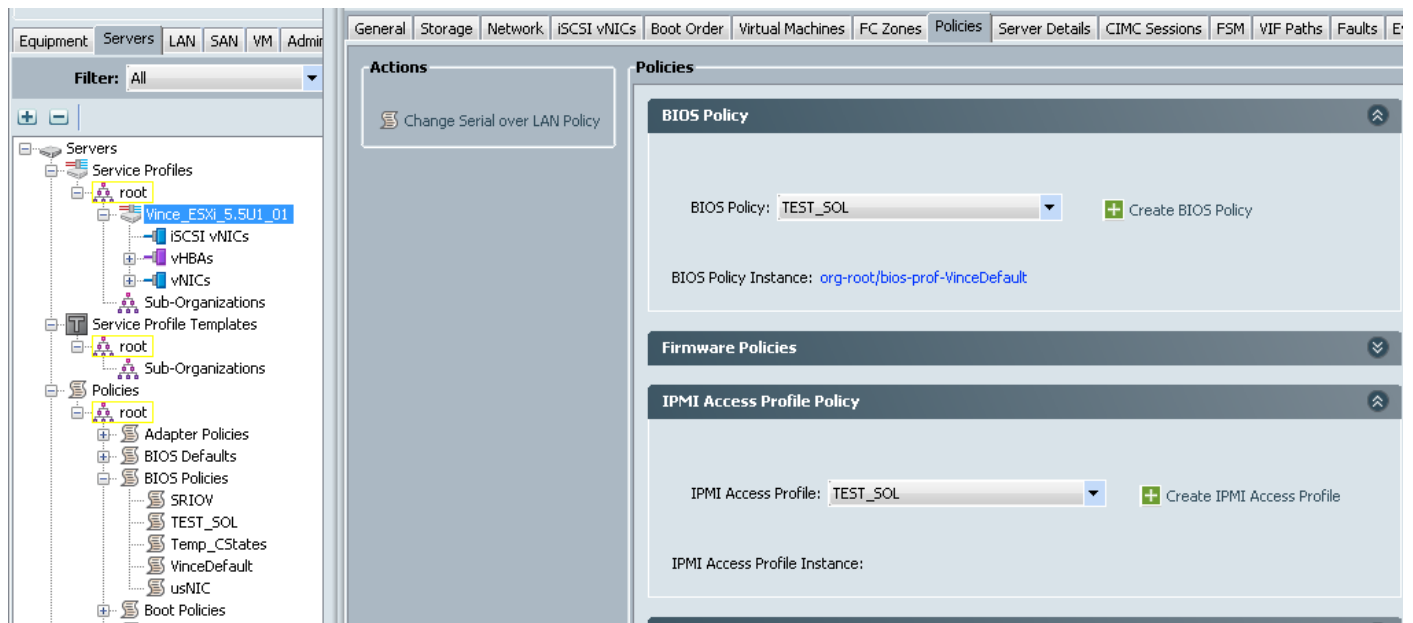 Equipment Servers LAN SAN VM Admin
Filter: All
Servers
Service Profiles
root
Vince_ESXi_5.5U1_01
iSCSI vNICs
vHBAs
vNICs
Sub-Organizations
Service Profile Templates
root
Sub-Organizations
Policies
root
Adapter Policies
BIOS Defaults
BIOS Policies
SRIOV
TEST_SOL
Temp_CStates
VinceDefault
usNIC
Boot Policies
General Storage Network iSCSI vNICs Boot Order Virtual Machines FC Zones Policies Server Details CIMC Sessions FSM VIF Paths Faults
Actions
Change Serial over LAN Policy
Policies
BIOS Policy
BIOS Policy: TEST_SOL Create BIOS Policy
BIOS Policy Instance: org-root/bios-prof-VinceDefault
Firmware Policies
IPMI Access Profile Policy
IPMI Access Profile: TEST_SOL Create IPMI Access Profile
IPMI Access Profile Instance: